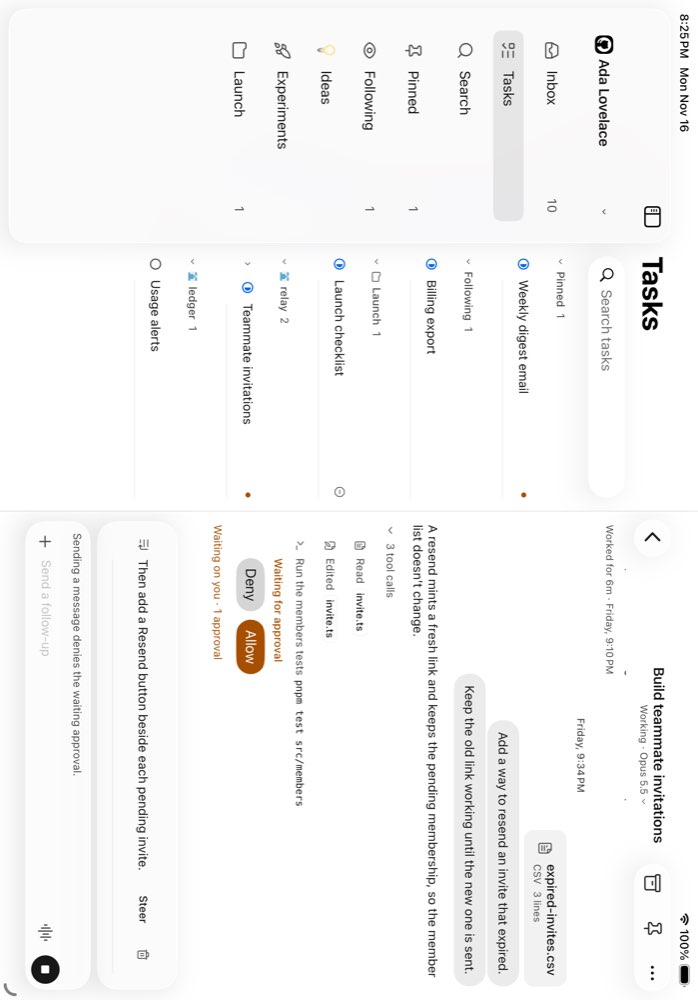 8:25 PM Mon Nov 16
100%
Ada Lovelace
Inbox 10
Tasks
Search
Pinned 1
Following 1
Ideas
Experiments
Launch 1
Tasks
Search tasks
Pinned 1
Weekly digest email
Following 1
Billing export
Launch 1
Launch checklist
relay 2
Teammate invitations
ledger 1
Usage alerts
Build teammate invitations
Working · Opus 5.5
Worked for 6m · Friday, 9:10 PM
Friday, 9:34 PM
expired-invites.csv
CSV 3 lines
Add a way to resend an invite that expired.
Keep the old link working until the new one is sent.
A resend mints a fresh link and keeps the pending membership, so the member
list doesn't change.
3 tool calls
Read invite.ts
Edited invite.ts
Run the members tests pnpm test src/members
Waiting for approval
Deny Allow
Waiting on you · 1 approval
Then add a Resend button beside each pending invite. Steer
Sending a message denies the waiting approval.
Send a follow-up